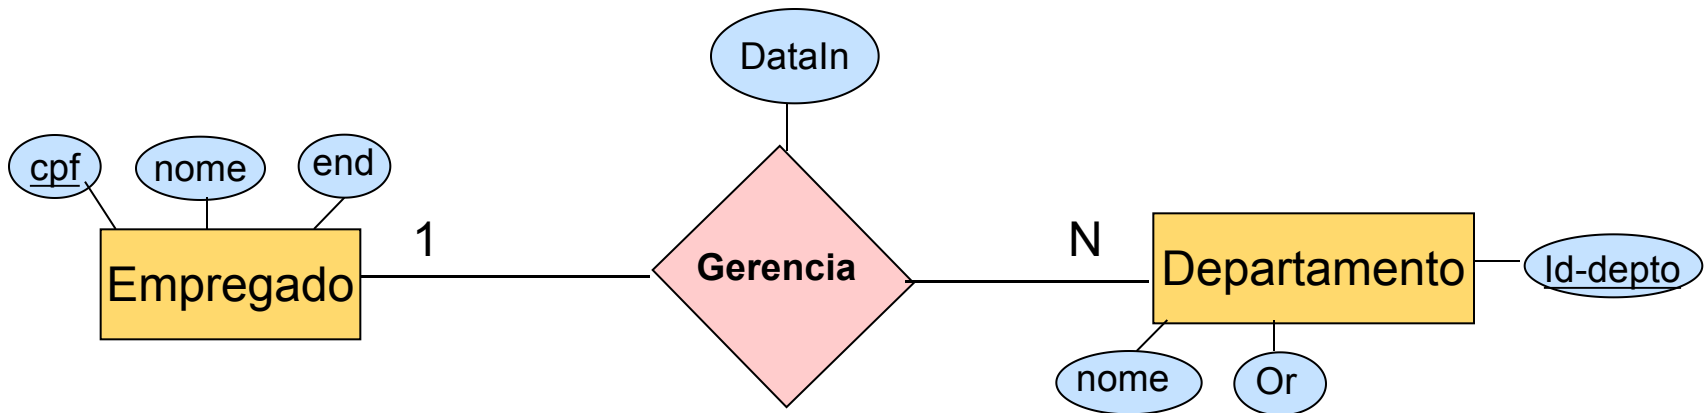 DataIn
cpf
nome
end
1
N
Empregado
Gerencia
Departamento
Id-depto
nome
Or